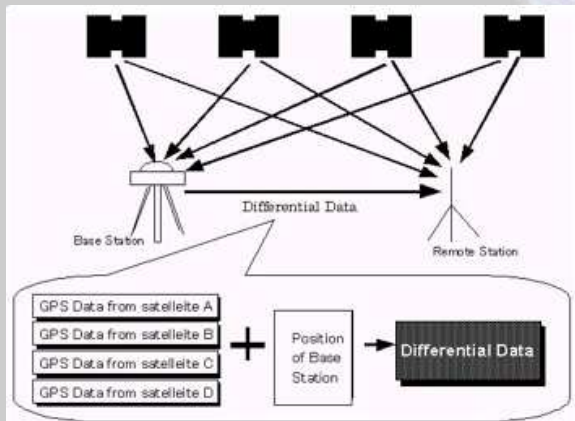 Differential Data
Base Station
Remote Station
GPS Data from satelleite A
GPS Data from satelleite B
GPS Data from satelleite C
GPS Data from satelleite D
+
Position
of Base
Station
Differential Data